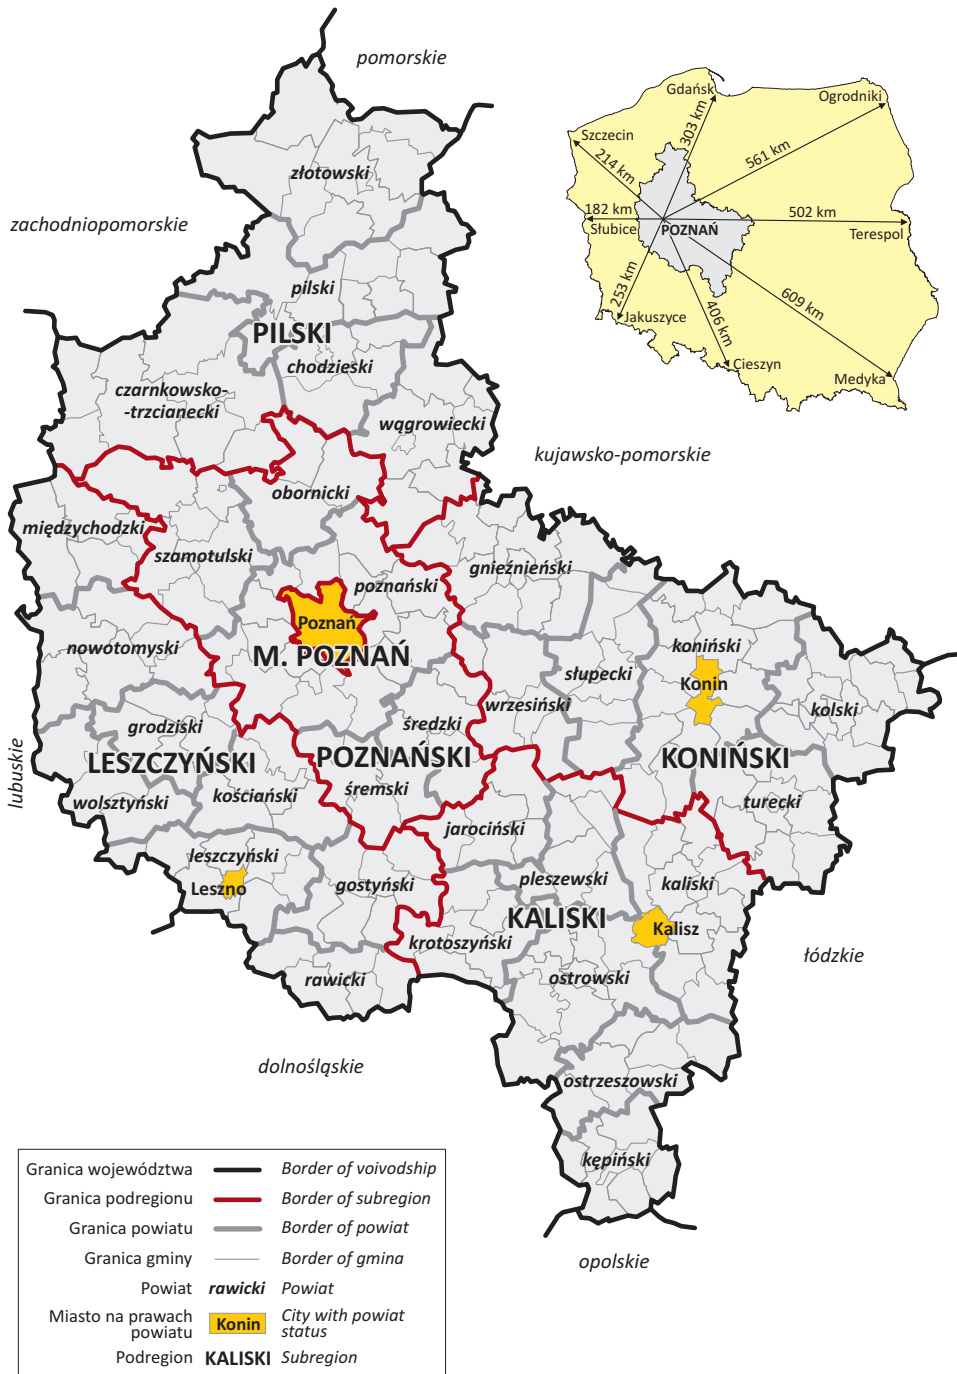 pomorskie
Gdańsk
Ogrodniki
Szczecin
303 km
561 km
214 km
złotowski
zachodniopomorskie
182 km
502 km
Słubice
POZNAŃ
Terespol
pilski
253 km
609 km
406 km
Jakuszyce
PILSKI
chodzieski
Cieszyn
Medyka
czarnkowsko-
-trzcianecki
wągrowiecki
kujawsko-pomorskie
obornicki
międzychodzki
szamotulski
gnieźnieński
poznański
Poznań
nowotomyski
M. POZNAŃ
koniński
słupecki
Konin
wrzesiński
kolski
grodziski
średzki
LESZCZYŃSKI
POZNAŃSKI
KONIŃSKI
lubuskie
wolsztyński
kościański
śremski
turecki
jarociński
leszczyński
Leszno
gostyński
pleszewski
kaliski
KALISKI
Kalisz
krotoszyński
łódzkie
rawicki
ostrowski
dolnośląskie
ostrzeszowski
kępiński
opolskie
Granica województwa Border of voivodship
Granica podregionu Border of subregion
Granica powiatu Border of powiat
Granica gminy Border of gmina
Powiat rawicki Powiat
Miasto na prawach
powiatu Konin City with powiat
status
Podregion KALISKI Subregion